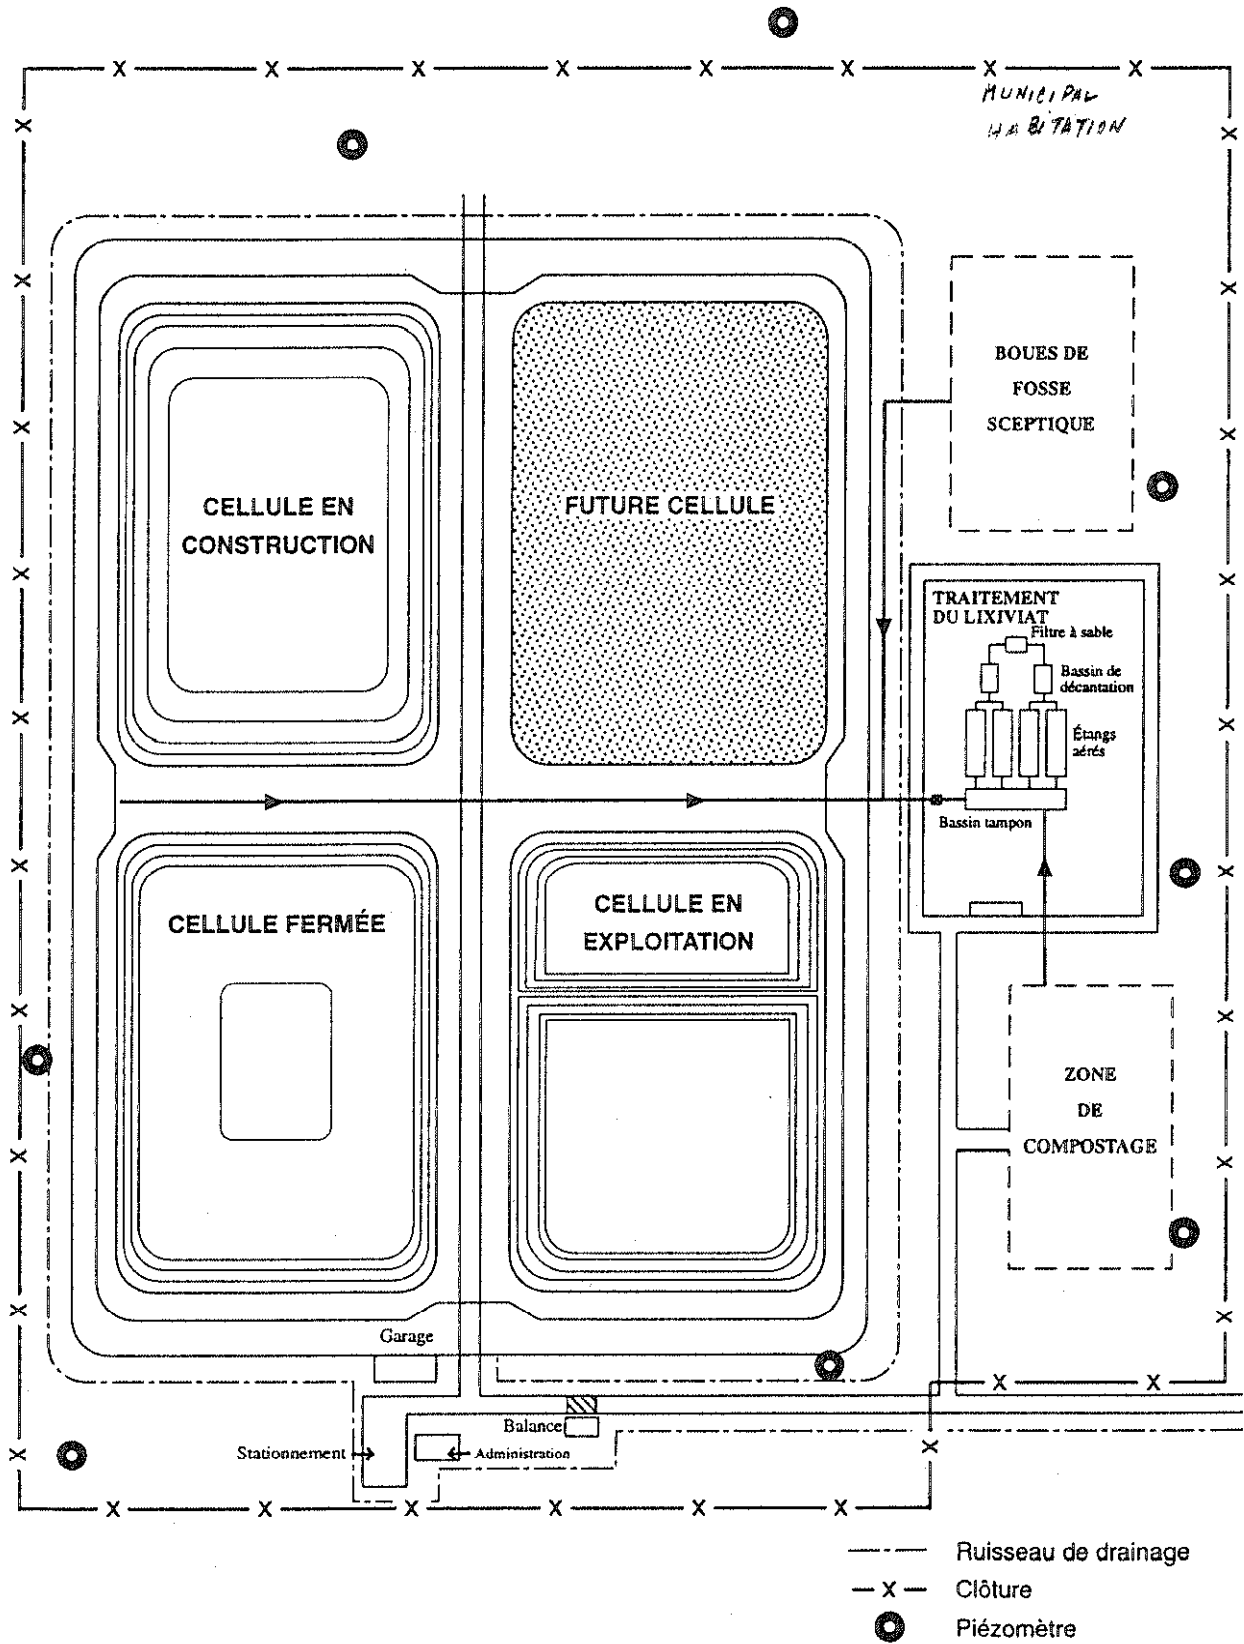 MUNICIPAL
HABITATION
BOUES DE
FOSSE
SCEPTIQUE
CELLULE EN
CONSTRUCTION
FUTURE CELLULE
TRAITEMENT
DU LIXIVIAT
Filtre à sable
Bassin de
décantation
Étangs
aérés
Bassin tampon
CELLULE FERMÉE
CELLULE EN
EXPLOITATION
ZONE
DE
COMPOSTAGE
Garage
Balance
Stationnement
Administration
Ruisseau de drainage
X Clôture
Piézomètre